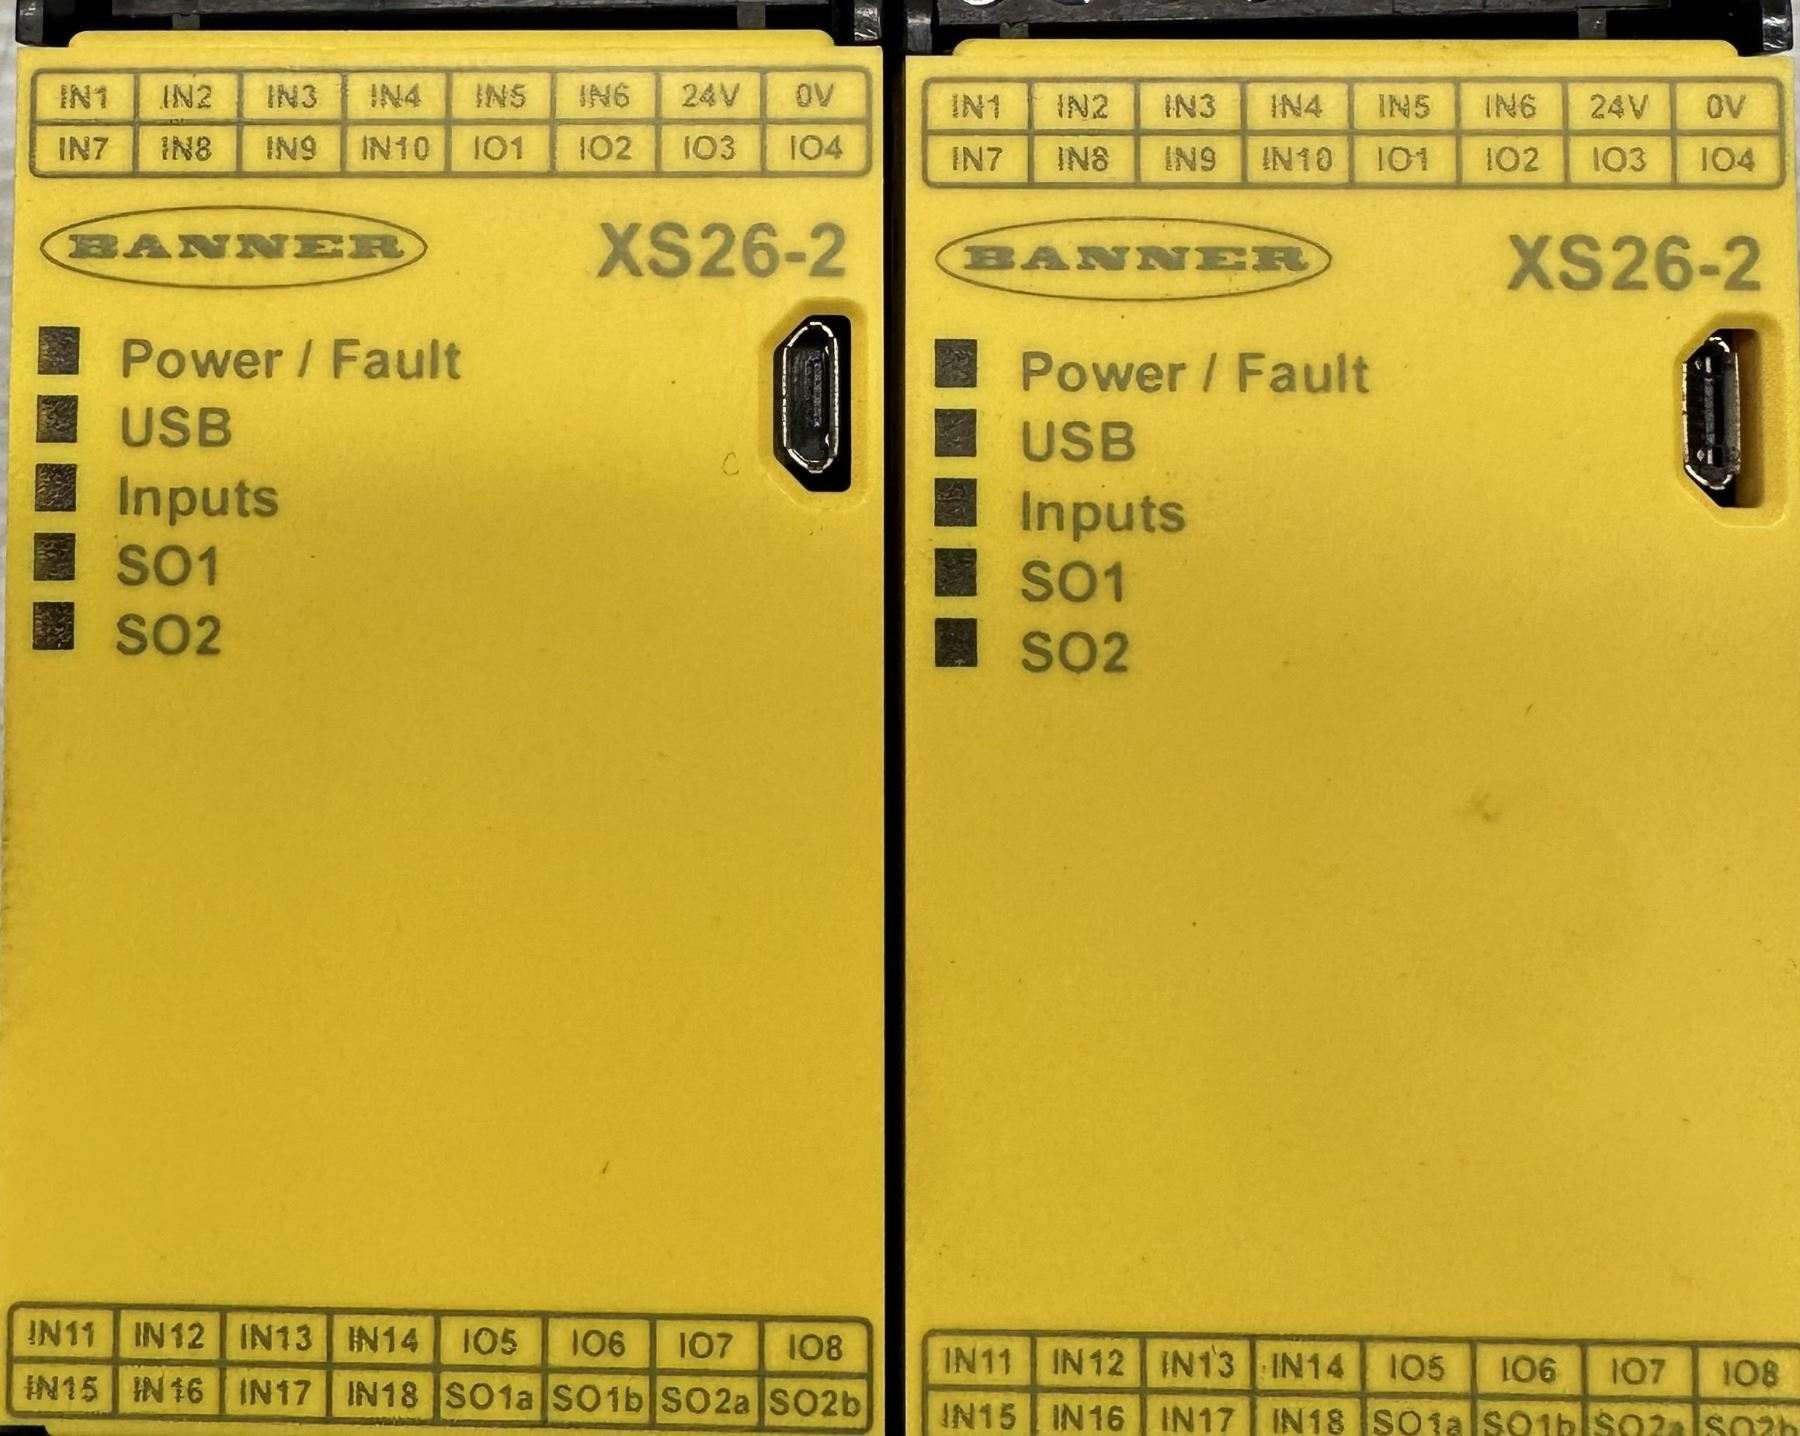 IN1 IN2 IN3 IN4 IN5 IN6 24V 0V
IN7 IN8 IN9 IN10 IO1 IO2 IO3 IO4
BANNER XS26-2
Power / Fault
USB
Inputs
SO1
SO2
IN11 IN12 IN13 IN14 IO5 IO6 IO7 IO8
IN15 IN16 IN17 IN18 SO1a SO1b SO2a SO2b
IN1 IN2 IN3 IN4 IN5 IN6 24V 0V
IN7 IN8 IN9 IN10 IO1 IO2 IO3 IO4
BANNER XS26-2
Power / Fault
USB
Inputs
SO1
SO2
IN11 IN12 IN13 IN14 IO5 IO6 IO7 IO8
IN15 IN16 IN17 IN18 SO1a SO1b SO2a SO2b